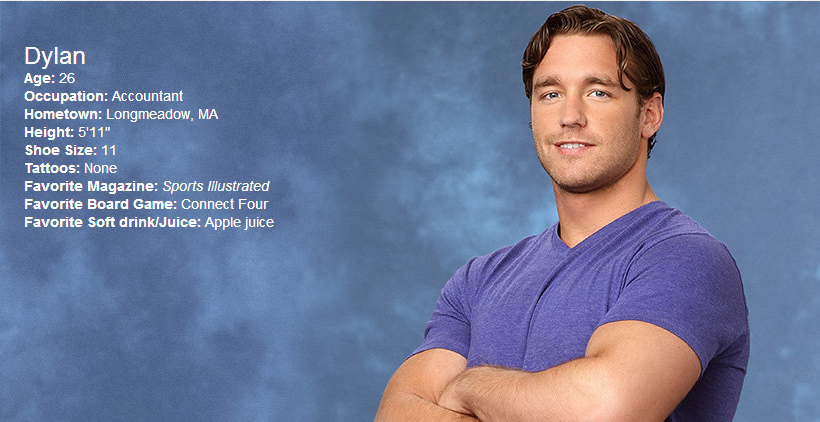 Dylan
Age: 26
Occupation: Accountant
Hometown: Longmeadow, MA
Height: 5'11"
Shoe Size: 11
Tattoos: None
Favorite Magazine: Sports Illustrated
Favorite Board Game: Connect Four
Favorite Soft drink/Juice: Apple juice